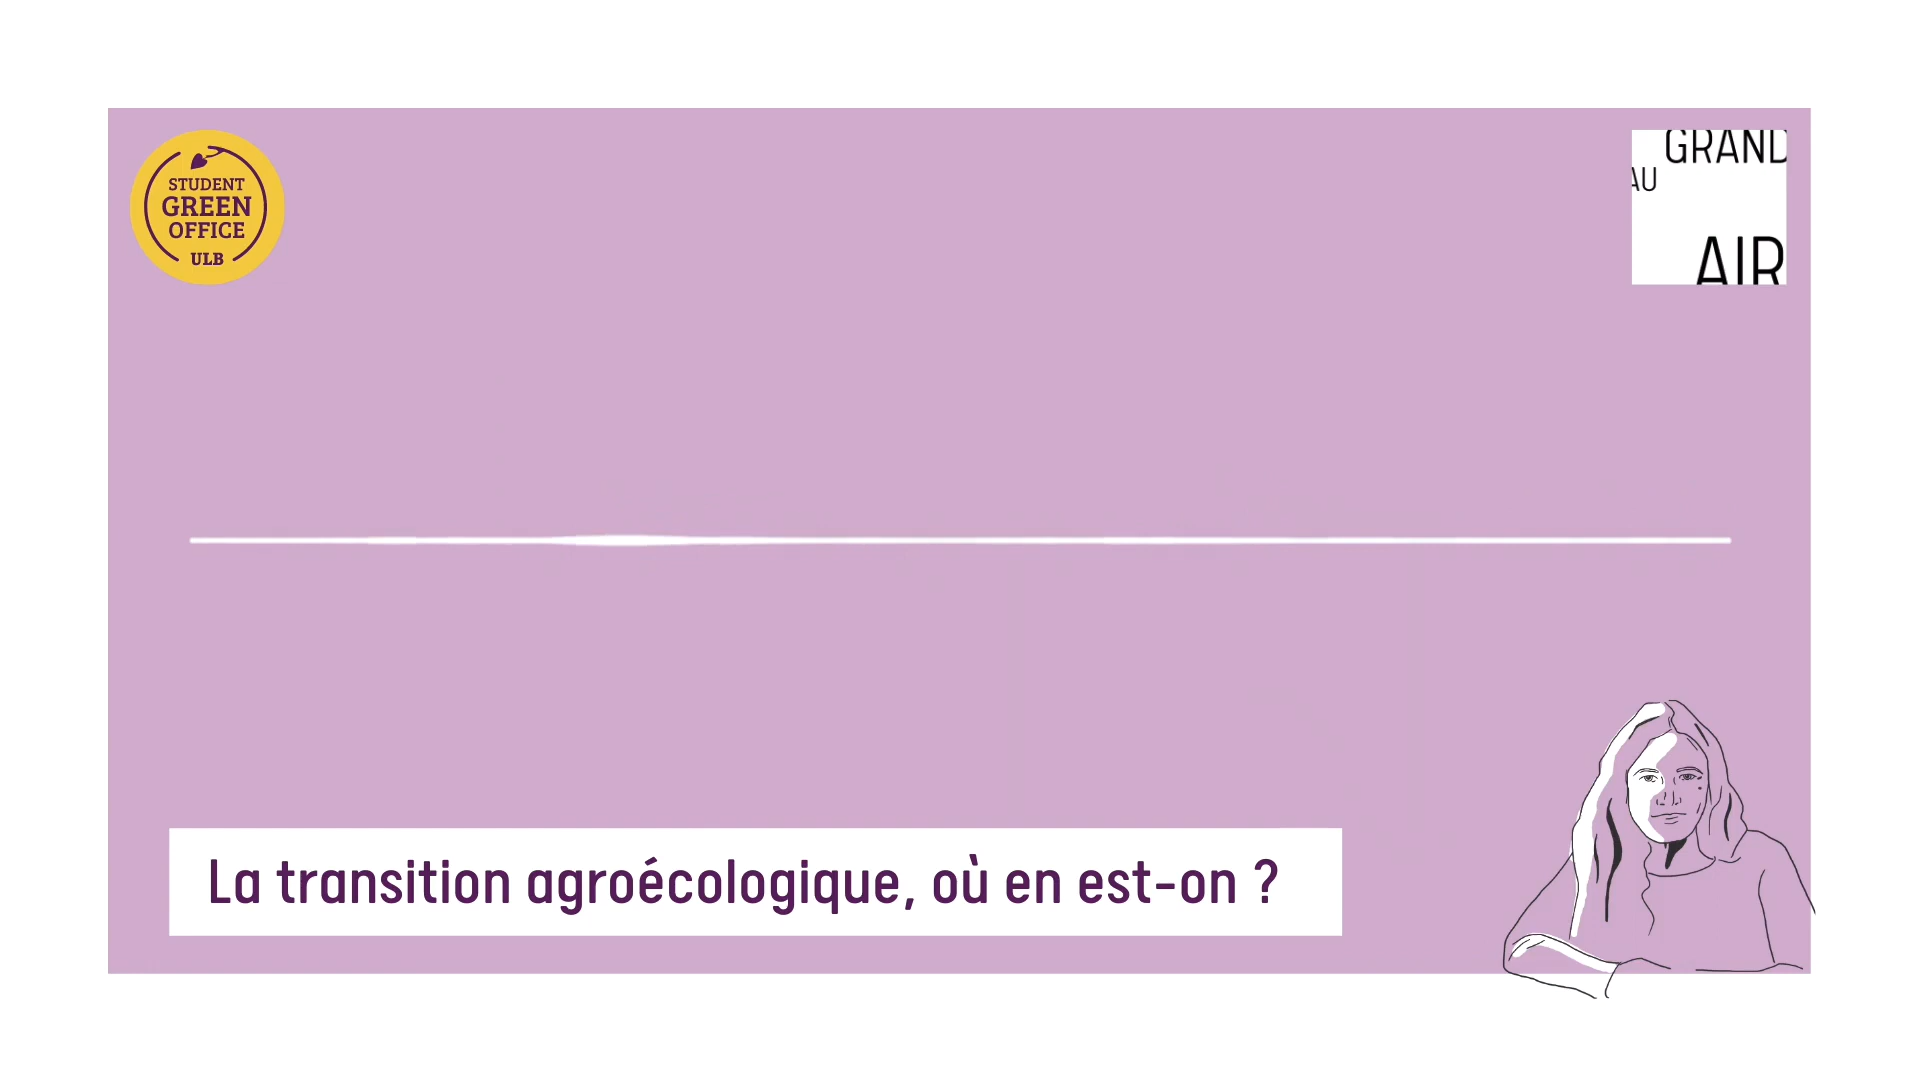 STUDENT
GREEN
OFFICE
ULB
GRAND
AU
AIR
La transition agroécologique, où en est-on ?